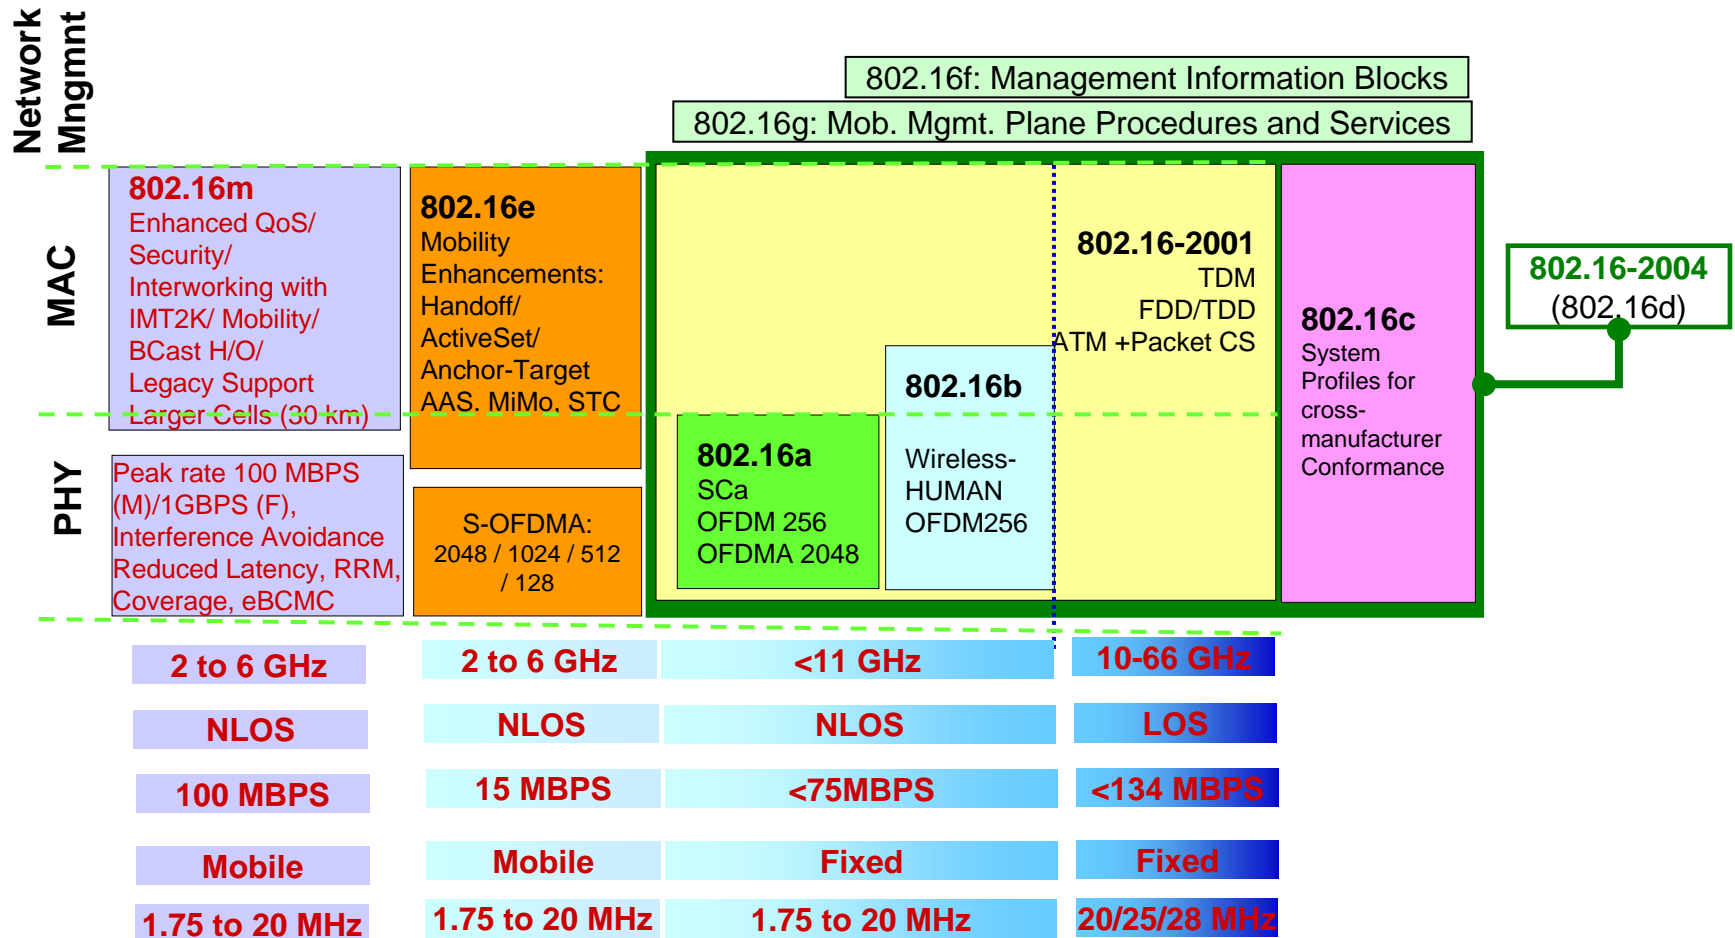 Network
Mngmnt
802.16f: Management Information Blocks
802.16g: Mob. Mgmt. Plane Procedures and Services
MAC
802.16m
Enhanced QoS/
Security/
Interworking with
IMT2K/ Mobility/
BCast H/O/
Legacy Support
Larger Cells (30 km)
802.16e
Mobility
Enhancements:
Handoff/
ActiveSet/
Anchor-Target
AAS. MiMo, STC
802.16-2001
TDM
FDD/TDD
ATM +Packet CS
802.16b
Wireless-
HUMAN
OFDM256
802.16a
SCa
OFDM 256
OFDMA 2048
802.16c
System
Profiles for
cross-
manufacturer
Conformance
802.16-2004
(802.16d)
PHY
Peak rate 100 MBPS
(M)/1GBPS (F),
Interference Avoidance
Reduced Latency, RRM,
Coverage, eBCMC
S-OFDMA:
2048 / 1024 / 512
/ 128
2 to 6 GHz
2 to 6 GHz
<11 GHz
10-66 GHz
NLOS
NLOS
NLOS
LOS
100 MBPS
15 MBPS
<75MBPS
<134 MBPS
Mobile
Mobile
Fixed
Fixed
1.75 to 20 MHz
1.75 to 20 MHz
1.75 to 20 MHz
20/25/28 MHz